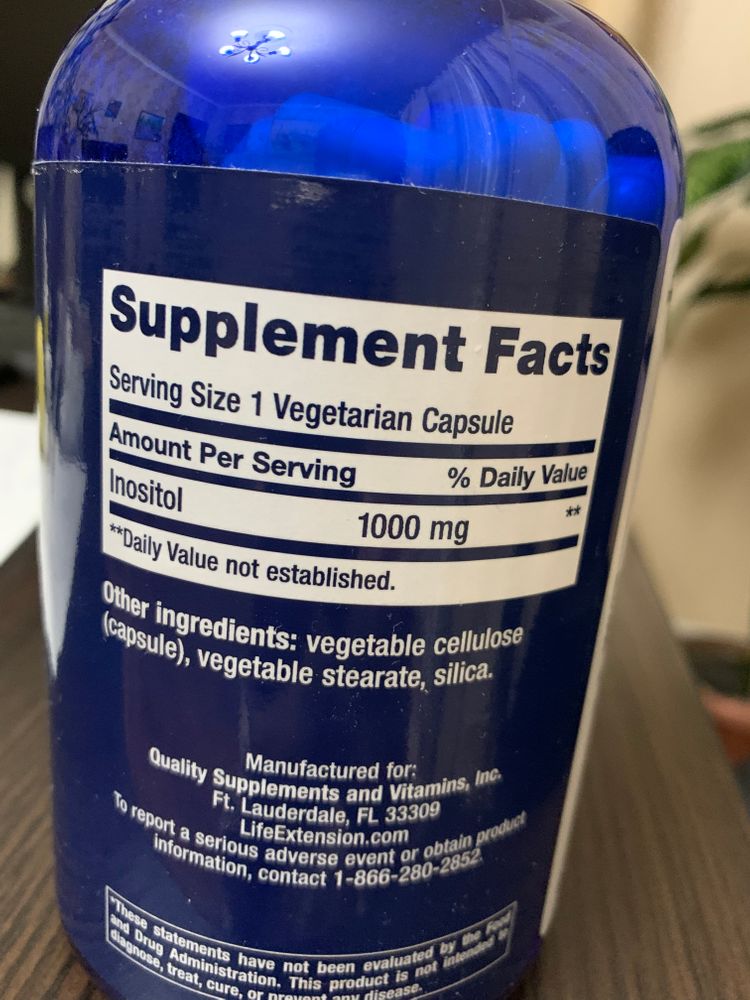 Supplement Facts
Serving Size 1 Vegetarian Capsule
Amount Per Serving % Daily Value
Inositol 1000 mg **
**Daily Value not established.
Other ingredients: vegetable cellulose
(capsule), vegetable stearate, silica.
Manufactured for:
Quality Supplements and Vitamins, Inc.
Ft. Lauderdale, FL 33309
LifeExtension.com
To report a serious adverse event or obtain product
information, contact 1-866-280-2852.
*These statements have not been evaluated by the Food
and Drug Administration. This product is not intended to
diagnose, treat, cure, or prevent any disease.